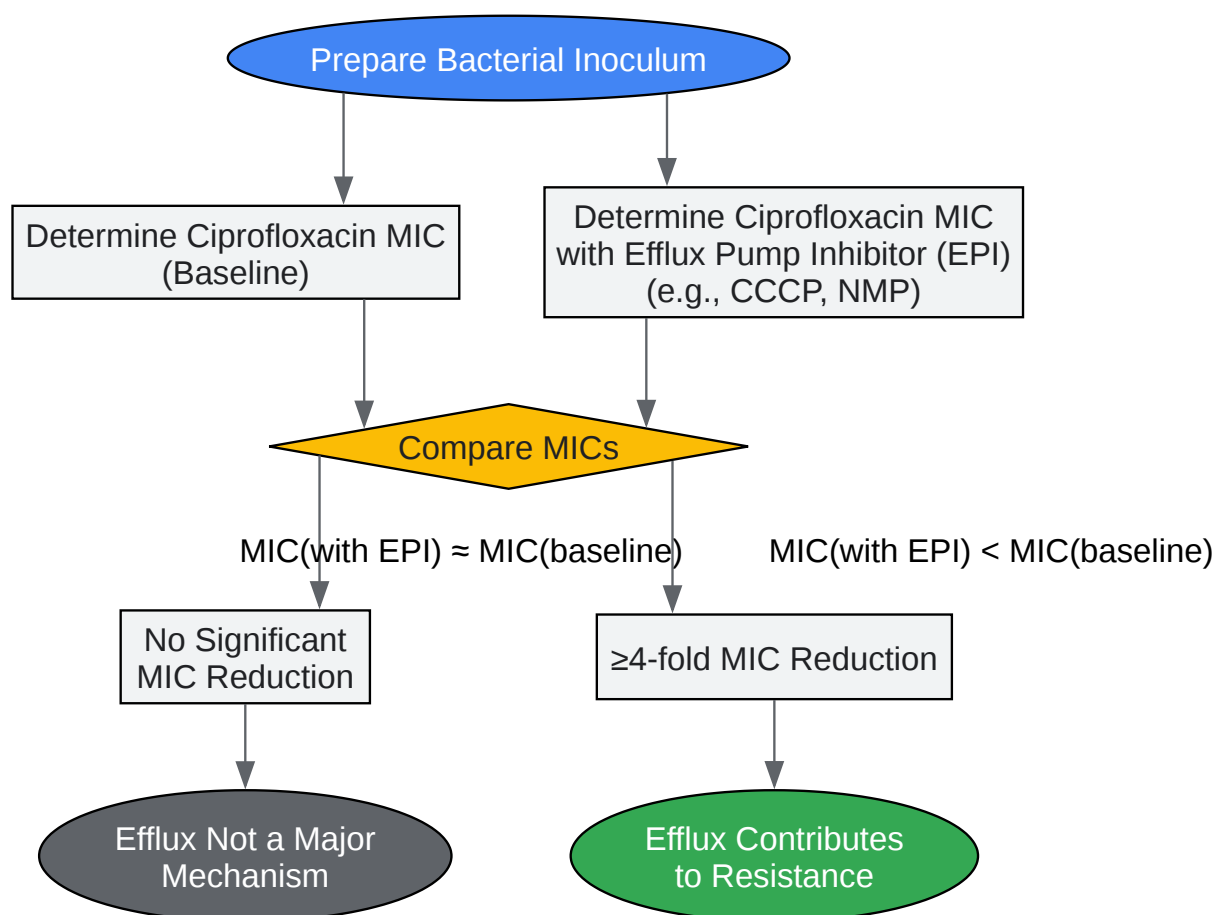 Prepare Bacterial Inoculum
Determine Ciprofloxacin MIC
(Baseline)
Determine Ciprofloxacin MIC
with Efflux Pump Inhibitor (EPI)
(e.g., CCCP, NMP)
Compare MICs
MIC(with EPI) ≈ MIC(baseline)
MIC(with EPI) < MIC(baseline)
No Significant
MIC Reduction
≥4-fold MIC Reduction
Efflux Not a Major
Mechanism
Efflux Contributes
to Resistance